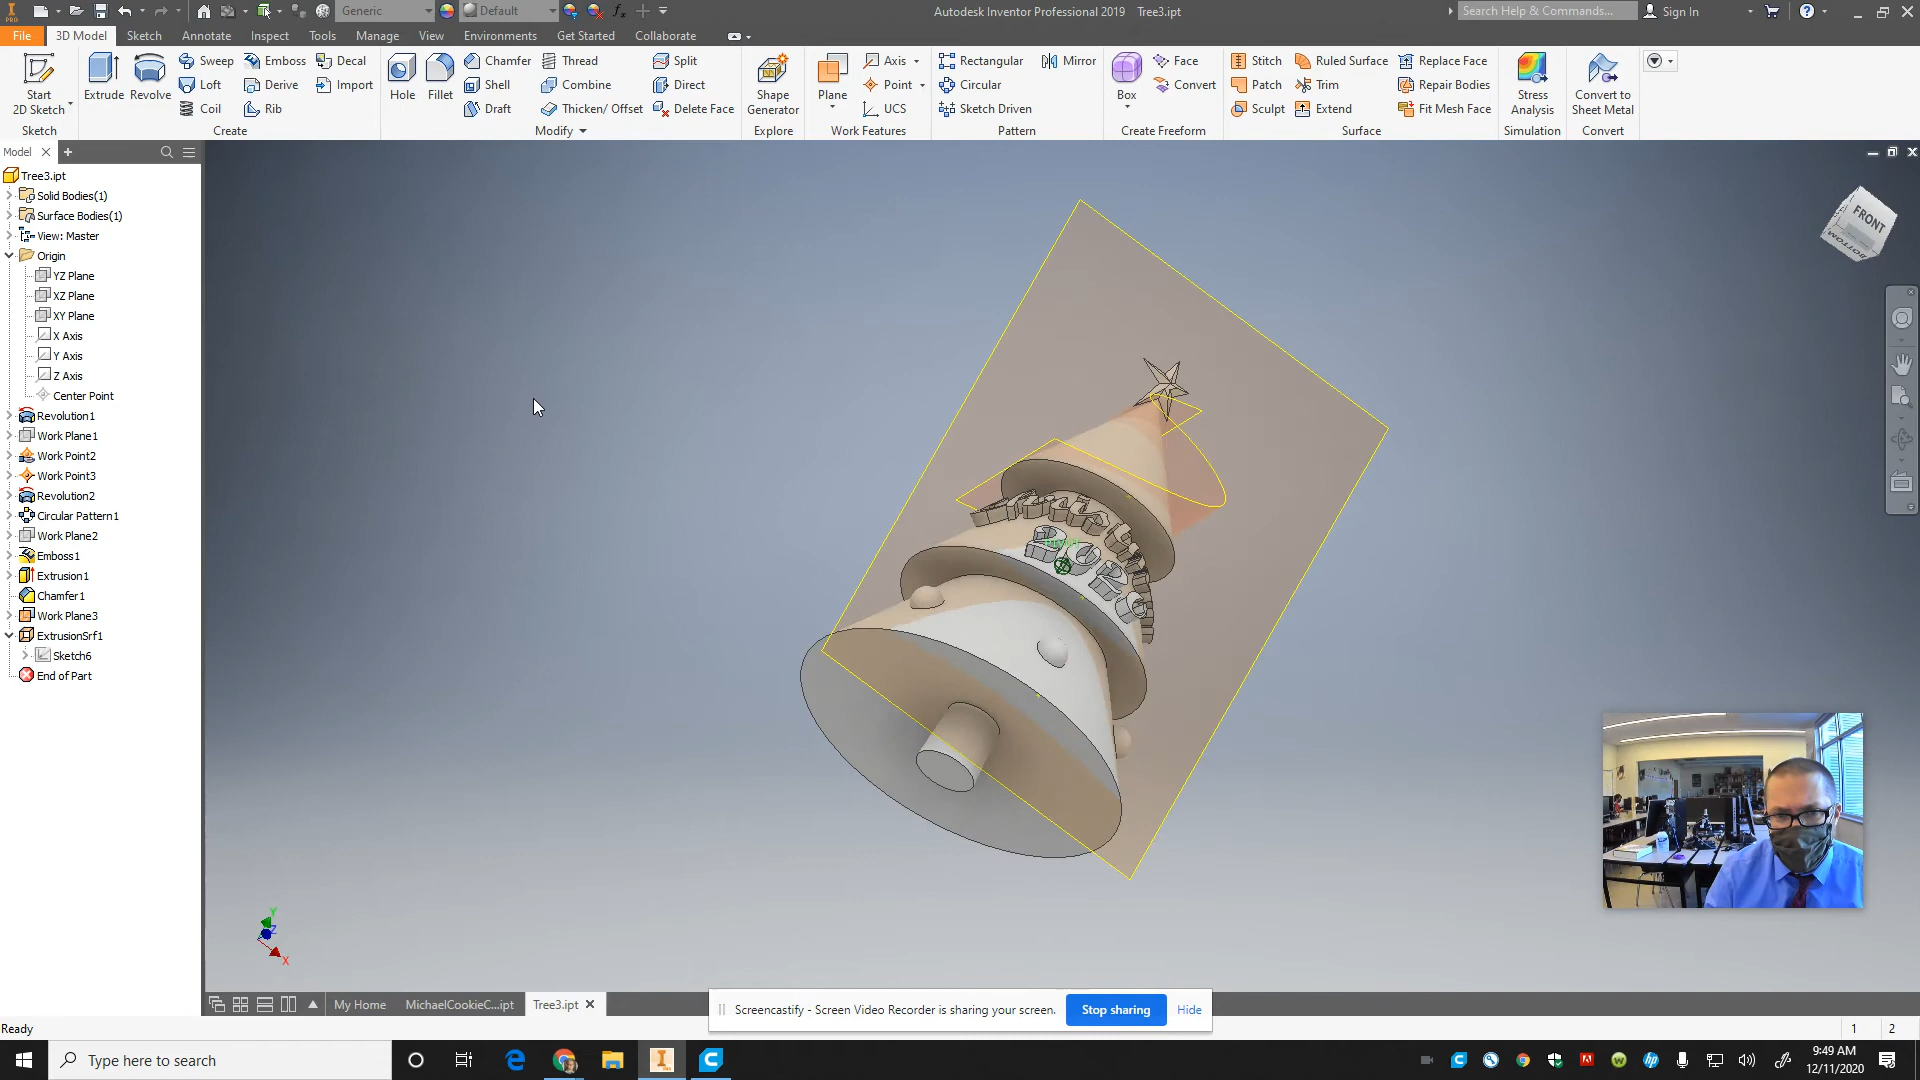 Generic
Default
Autodesk Inventor Professional 2019 Tree3.ipt
Search Help & Commands...
Sign In
File
3D Model
Sketch
Annotate
Inspect
Tools
Manage
View
Environments
Get Started
Collaborate
Start
2D Sketch
Sketch
Extrude
Revolve
Sweep
Loft
Coil
Emboss
Derive
Rib
Decal
Import
Create
Hole
Fillet
Chamfer
Shell
Draft
Thread
Combine
Thicken/ Offset
Split
Direct
Delete Face
Modify
Shape
Generator
Explore
Plane
Axis
Point
UCS
Work Features
Rectangular
Circular
Sketch Driven
Mirror
Pattern
Box
Face
Convert
Create Freeform
Stitch
Patch
Sculpt
Ruled Surface
Trim
Extend
Replace Face
Repair Bodies
Fit Mesh Face
Surface
Stress
Analysis
Simulation
Convert to
Sheet Metal
Convert
Model
Tree3.ipt
Solid Bodies(1)
Surface Bodies(1)
View: Master
Origin
YZ Plane
XZ Plane
XY Plane
X Axis
Y Axis
Z Axis
Center Point
Revolution1
Work Plane1
Work Point2
Work Point3
Revolution2
Circular Pattern1
Work Plane2
Emboss1
Extrusion1
Chamfer1
Work Plane3
ExtrusionSrf1
Sketch6
End of Part
FRONT
BOTTOM
Y
Z
X
My Home
MichaelCookieC...ipt
Tree3.ipt
Screencastify - Screen Video Recorder is sharing your screen.
Stop sharing
Hide
Ready
1
2
Type here to search
9:49 AM
12/11/2020